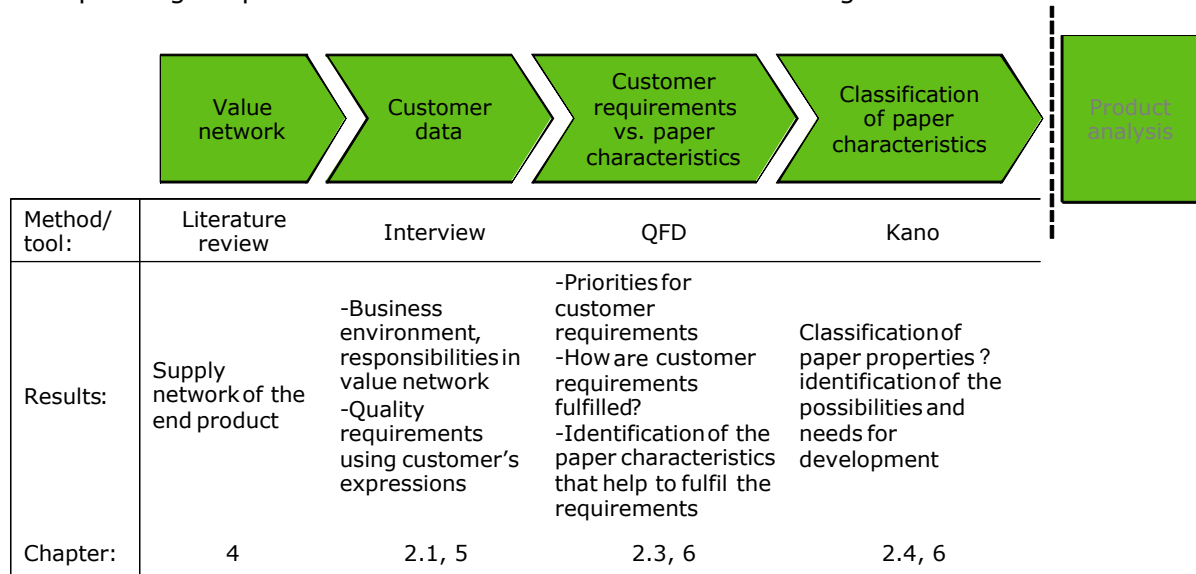 Value
network
Customer
data
Customer
requirements
vs. paper
characteristics
Classification
of paper
characteristics
Product
analysis
Method/
tool:
Literature
review
Interview
QFD
Kano
Results:
Supply
network of the
end product
-Business
environment,
responsibilities in
value network
-Quality
requirements
using customer's
expressions
-Priorities for
customer
requirements
-How are customer
requirements
fulfilled?
-Identification of the
paper characteristics
that help to fulfil the
requirements
Classification of
paper properties ?
identification of the
possibilities and
needs for
development
Chapter:
4
2.1, 5
2.3, 6
2.4, 6